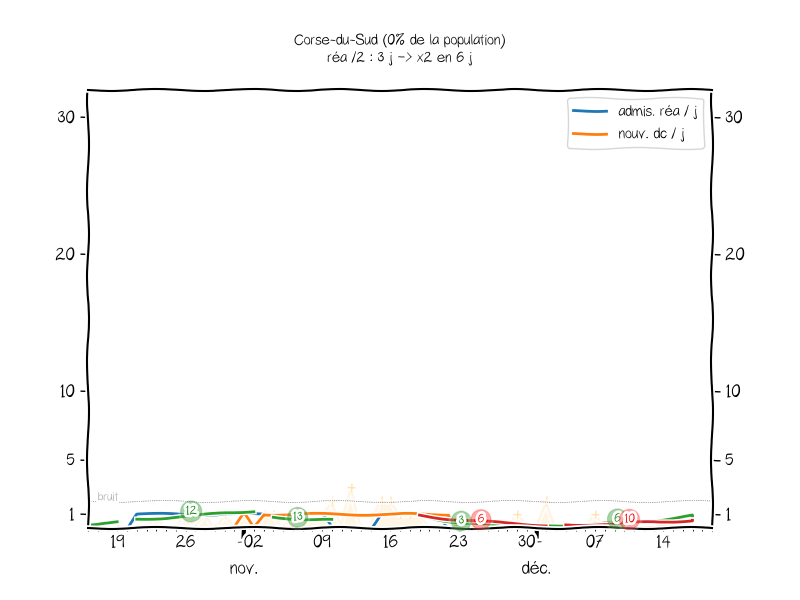 Corse-du-Sud (0% de la population)
réa /2 : 3 j -> x2 en 6 j
admis. réa / j
nouv. dc / j
30 30
20 20
10 10
5 5
bruit
1 1
12 13 3 6 6 10
19 26 02 09 16 23 30 07 14
nov. déc.